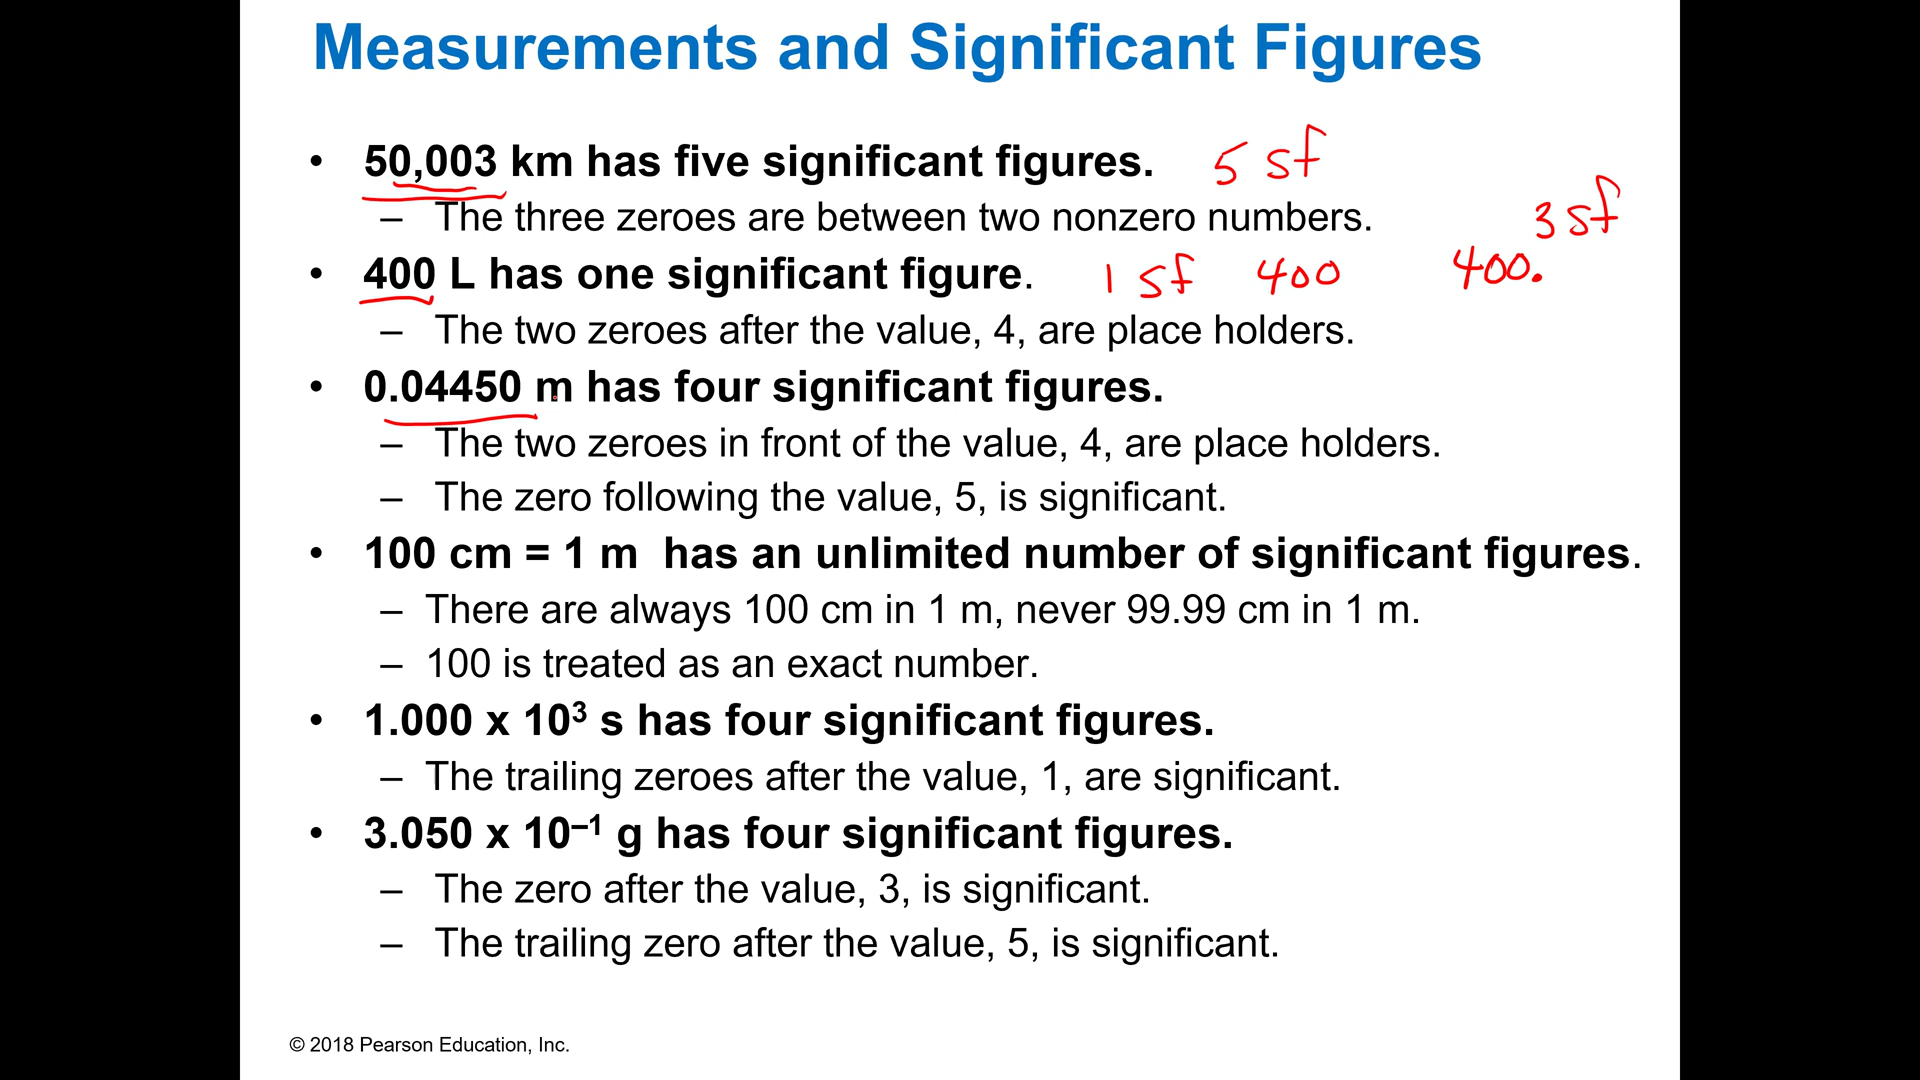 Measurements and Significant Figures
• 50,003 km has five significant figures. 5 sf
– The three zeroes are between two nonzero numbers. 3 sf
• 400 L has one significant figure. 1 sf 400 400.
– The two zeroes after the value, 4, are place holders.
• 0.04450 m has four significant figures.
– The two zeroes in front of the value, 4, are place holders.
– The zero following the value, 5, is significant.
• 100 cm = 1 m has an unlimited number of significant figures.
– There are always 100 cm in 1 m, never 99.99 cm in 1 m.
– 100 is treated as an exact number.
• 1.000 x 10³ s has four significant figures.
– The trailing zeroes after the value, 1, are significant.
• 3.050 x 10⁻¹ g has four significant figures.
– The zero after the value, 3, is significant.
– The trailing zero after the value, 5, is significant.
© 2018 Pearson Education, Inc.